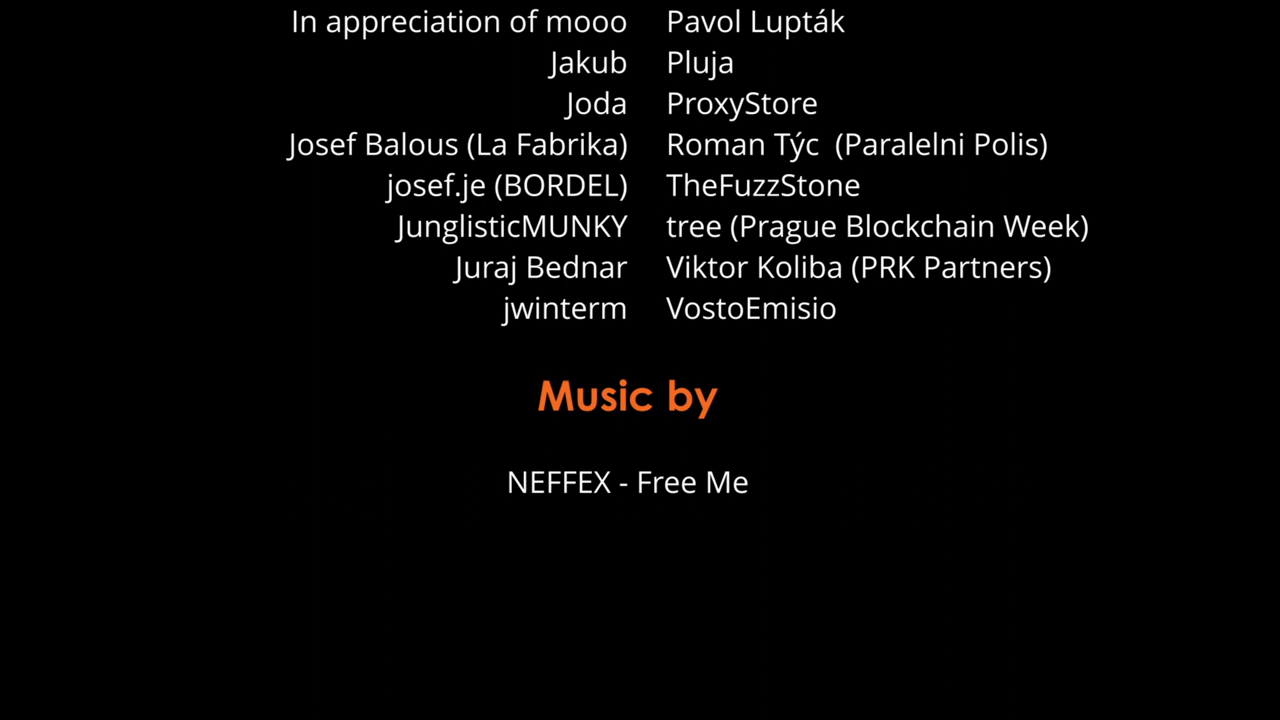 In appreciation of mooo Pavol Lupták
Jakub Pluja
Joda ProxyStore
Josef Balous (La Fabrika) Roman Týc (Paralelni Polis)
josef.je (BORDEL) TheFuzzStone
JunglisticMUNKY tree (Prague Blockchain Week)
Juraj Bednar Viktor Koliba (PRK Partners)
jwinterm VostoEmisio
Music by
NEFFEX - Free Me